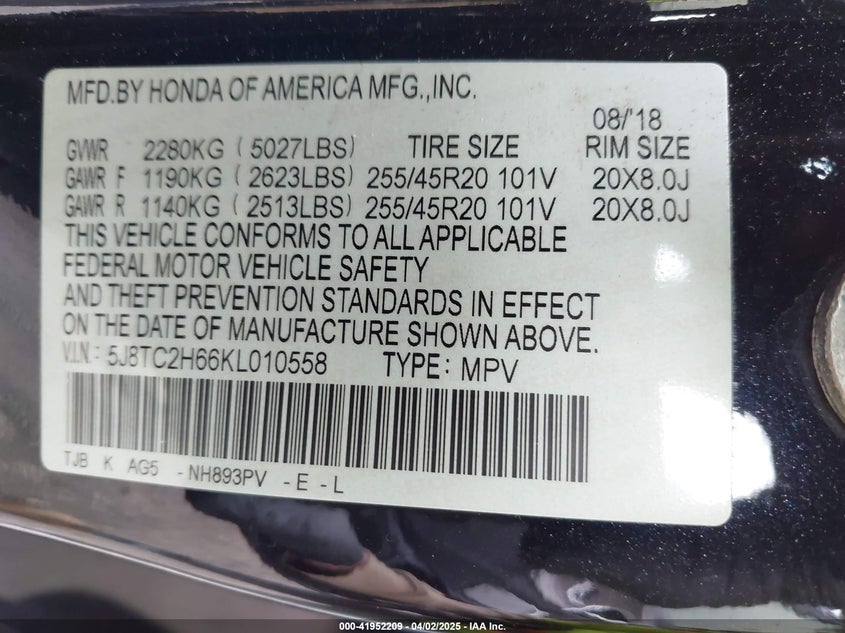 MFD.BY HONDA OF AMERICA MFG.,INC.
08/'18
GVWR 2280KG ( 5027LBS) TIRE SIZE RIM SIZE
GAWR F 1190KG ( 2623LBS) 255/45R20 101V 20X8.0J
GAWR R 1140KG ( 2513LBS) 255/45R20 101V 20X8.0J
THIS VEHICLE CONFORMS TO ALL APPLICABLE
FEDERAL MOTOR VEHICLE SAFETY
AND THEFT PREVENTION STANDARDS IN EFFECT
ON THE DATE OF MANUFACTURE SHOWN ABOVE.
V.I.N.: 5J8TC2H66KL010558 TYPE: MPV
TJB K AG5 -NH893PV -E -L
000-41952209 - 04/02/2025 - IAA Inc.